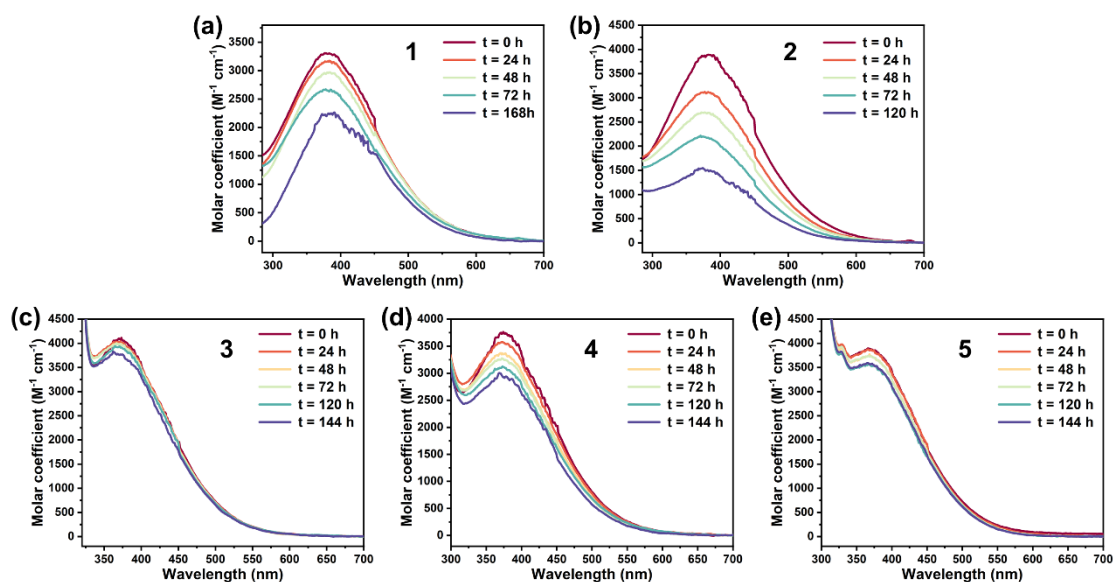 (a)
1
t = 0 h
t = 24 h
t = 48 h
t = 72 h
t = 168h
Molar coefficient (M⁻¹ cm⁻¹)
3500
3000
2500
2000
1500
1000
500
0
300 400 500 600 700
Wavelength (nm)
(b)
2
t = 0 h
t = 24 h
t = 48 h
t = 72 h
t = 120 h
Molar coefficient (M⁻¹ cm⁻¹)
4500
4000
3500
3000
2500
2000
1500
1000
500
0
300 400 500 600 700
Wavelength (nm)
(c)
3
t = 0 h
t = 24 h
t = 48 h
t = 72 h
t = 120 h
t = 144 h
Molar coefficient (M⁻¹ cm⁻¹)
4500
4000
3500
3000
2500
2000
1500
1000
500
0
350 400 450 500 550 600 650 700
Wavelength (nm)
(d)
4
t = 0 h
t = 24 h
t = 48 h
t = 72 h
t = 120 h
t = 144 h
Molar coefficient (M⁻¹ cm⁻¹)
4000
3500
3000
2500
2000
1500
1000
500
0
300 350 400 450 500 550 600 650 700
Wavelength (nm)
(e)
5
t = 0 h
t = 24 h
t = 48 h
t = 72 h
t = 120 h
t = 144 h
Molar coefficient (M⁻¹ cm⁻¹)
4500
4000
3500
3000
2500
2000
1500
1000
500
0
300 350 400 450 500 550 600 650 700
Wavelength (nm)